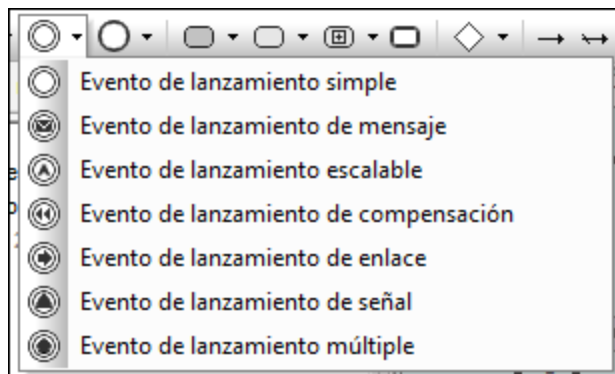 Evento de lanzamiento simple
Evento de lanzamiento de mensaje
Evento de lanzamiento escalable
Evento de lanzamiento de compensación
Evento de lanzamiento de enlace
Evento de lanzamiento de señal
Evento de lanzamiento múltiple